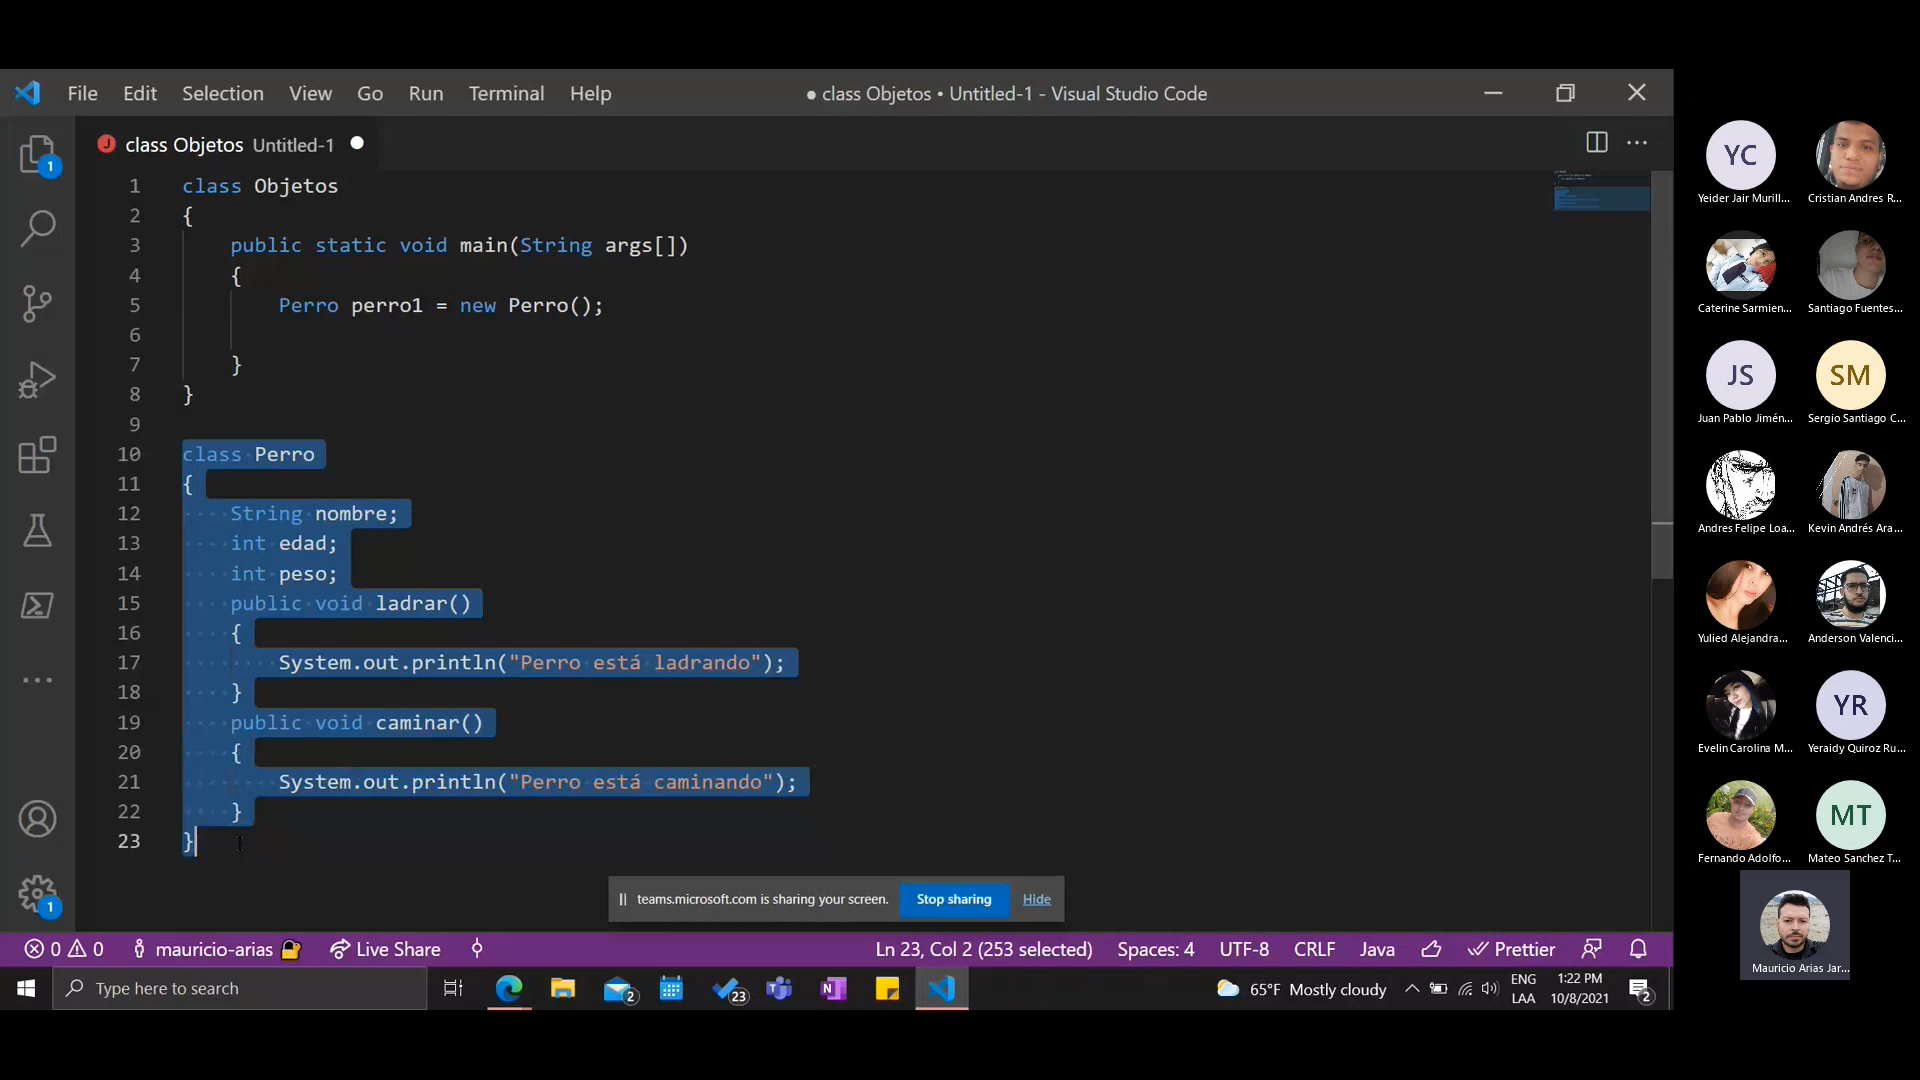 File Edit Selection View Go Run Terminal Help
● class Objetos • Untitled-1 - Visual Studio Code
J class Objetos Untitled-1
1 class Objetos
2 {
3 public static void main(String args[])
4 {
5 Perro perro1 = new Perro();
6
7 }
8 }
9
10 class Perro
11 {
12 String nombre;
13 int edad;
14 int peso;
15 public void ladrar()
16 {
17 System.out.println("Perro está ladrando");
18 }
19 public void caminar()
20 {
21 System.out.println("Perro está caminando");
22 }
23 }
1
1
teams.microsoft.com is sharing your screen. Stop sharing Hide
0 0 mauricio-arias Live Share Ln 23, Col 2 (253 selected) Spaces: 4 UTF-8 CRLF Java Prettier
Type here to search 2 23 65°F Mostly cloudy ENG LAA 1:22 PM 10/8/2021 2
YC
Yeider Jair Murill... Cristian Andres R...
Caterine Sarmien... Santiago Fuentes...
JS SM
Juan Pablo Jimén... Sergio Santiago C...
Andres Felipe Loa... Kevin Andrés Ara...
Yulied Alejandra... Anderson Valenci...
YR
Evelin Carolina M... Yeraidy Quiroz Ru...
MT
Fernando Adolfo... Mateo Sanchez T...
Mauricio Arias Jar...